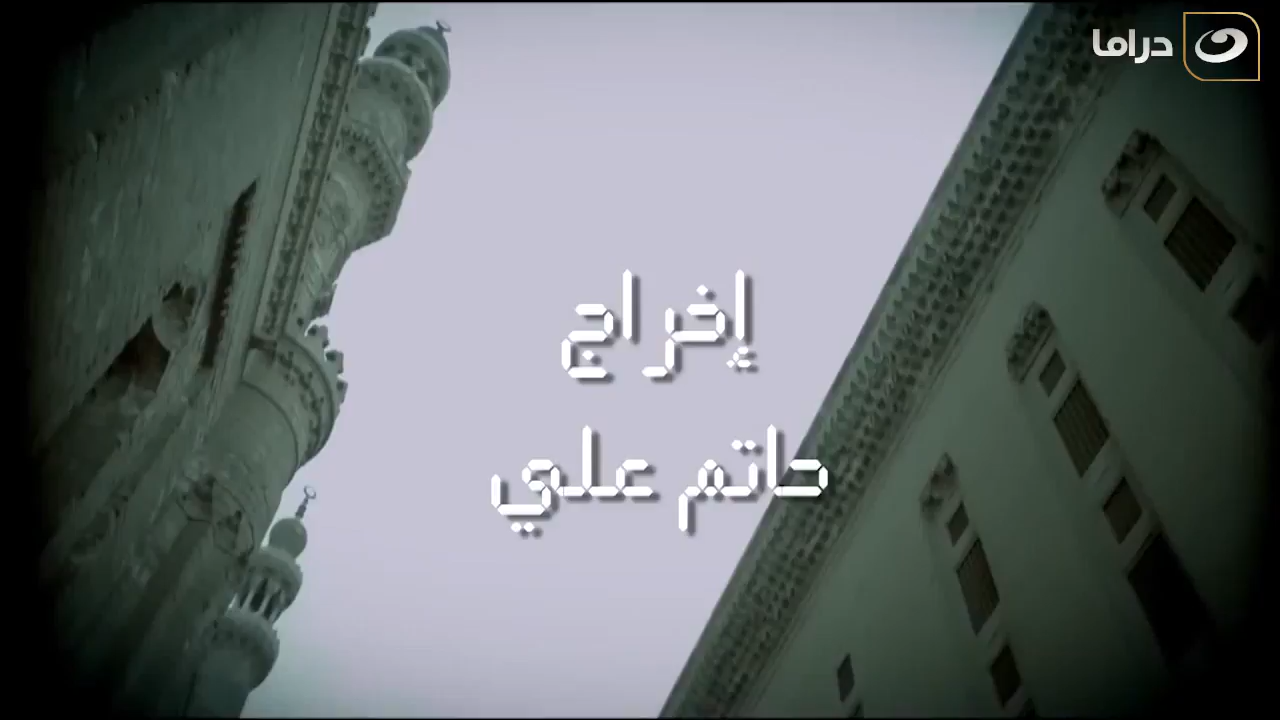 دراما
إخراج
حاتم علي